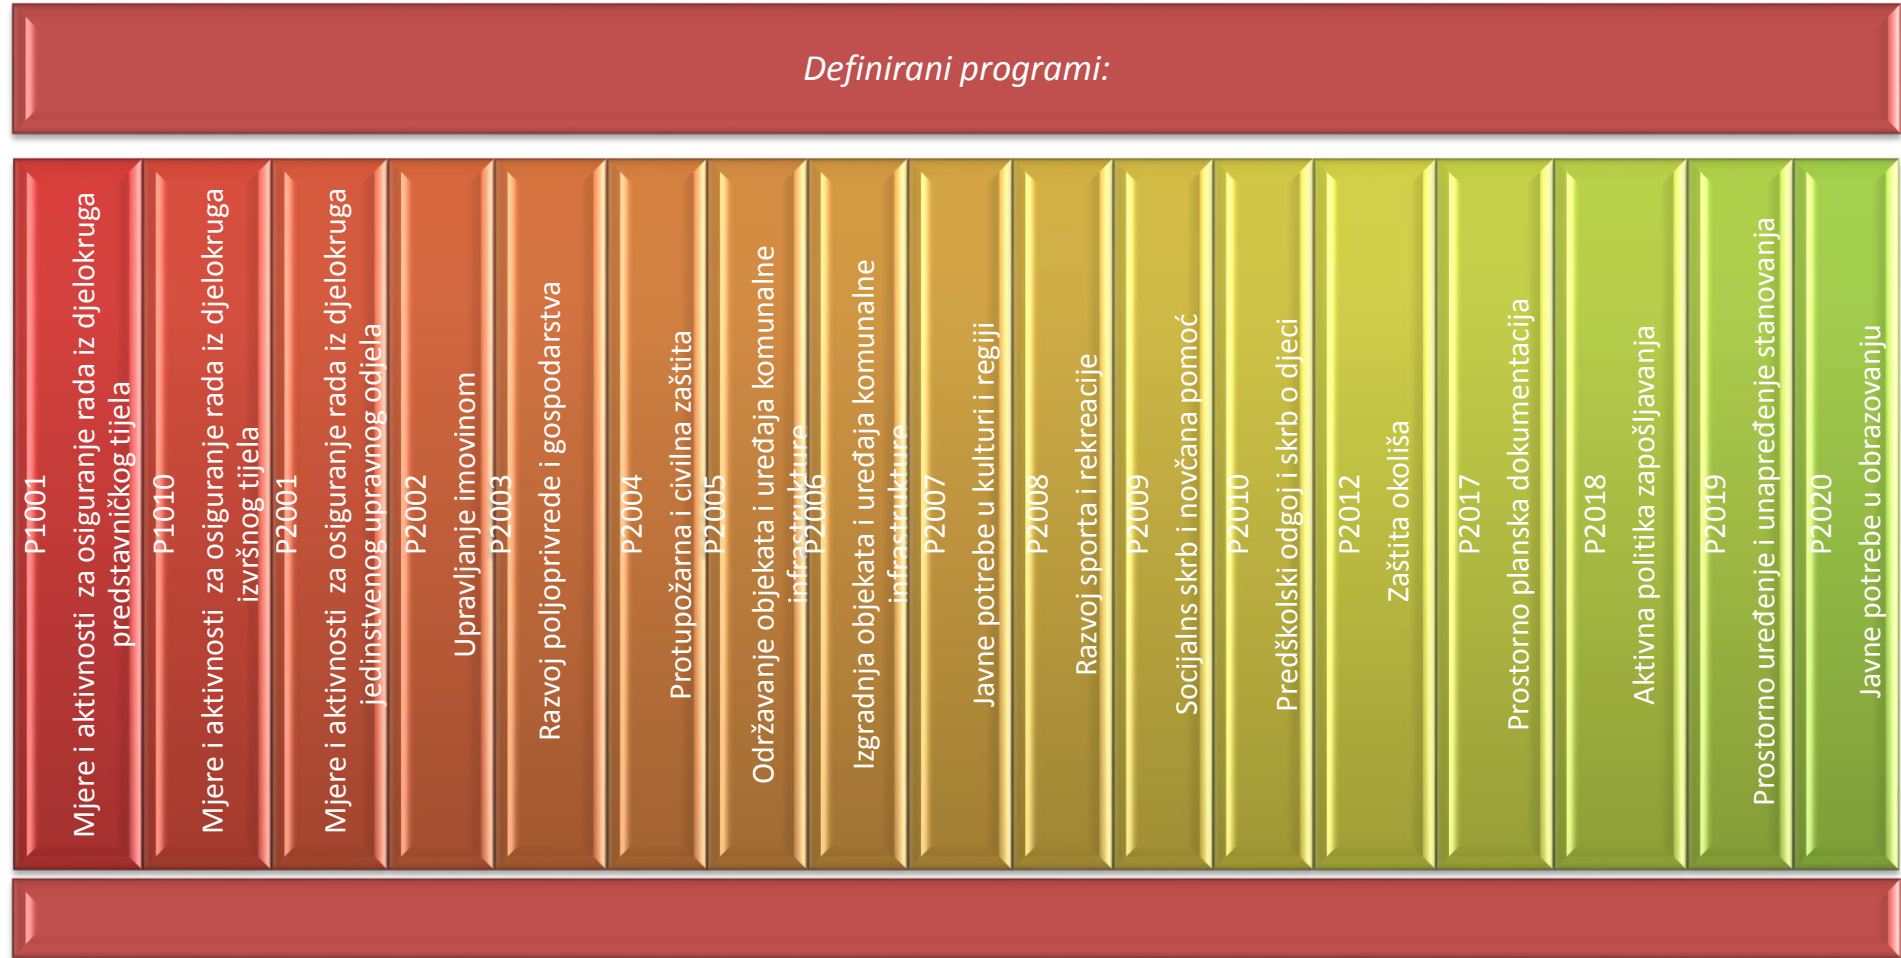 Definirani programi:
P1001
Mjere i aktivnosti  za osiguranje rada iz djelokruga
predstavničkog tijela
P1010
Mjere i aktivnosti  za osiguranje rada iz djelokruga
izvršnog tijela
P2001
Mjere i aktivnosti  za osiguranje rada iz djelokruga
jedinstvenog upravnog odjela
P2002
Upravljanje imovinom
P2003
Razvoj poljoprivrede i gospodarstva
P2004
Protupožarna i civilna zaštita
P2005
Održavanje objekata i uređaja komunalne
infrastrukture
P2006
Izgradnja objekata i uređaja komunalne
infrastrukture
P2007
Javne potrebe u kulturi i regiji
P2008
Razvoj sporta i rekreacije
P2009
Socijalns skrb i novčana pomoć
P2010
Predškolski odgoj i skrb o djeci
P2012
Zaštita okoliša
P2017
Prostorno planska dokumentacija
P2018
Aktivna politika zapošljavanja
P2019
Prostorno uređenje i unapređenje stanovanja
P2020
Javne potrebe u obrazovanju